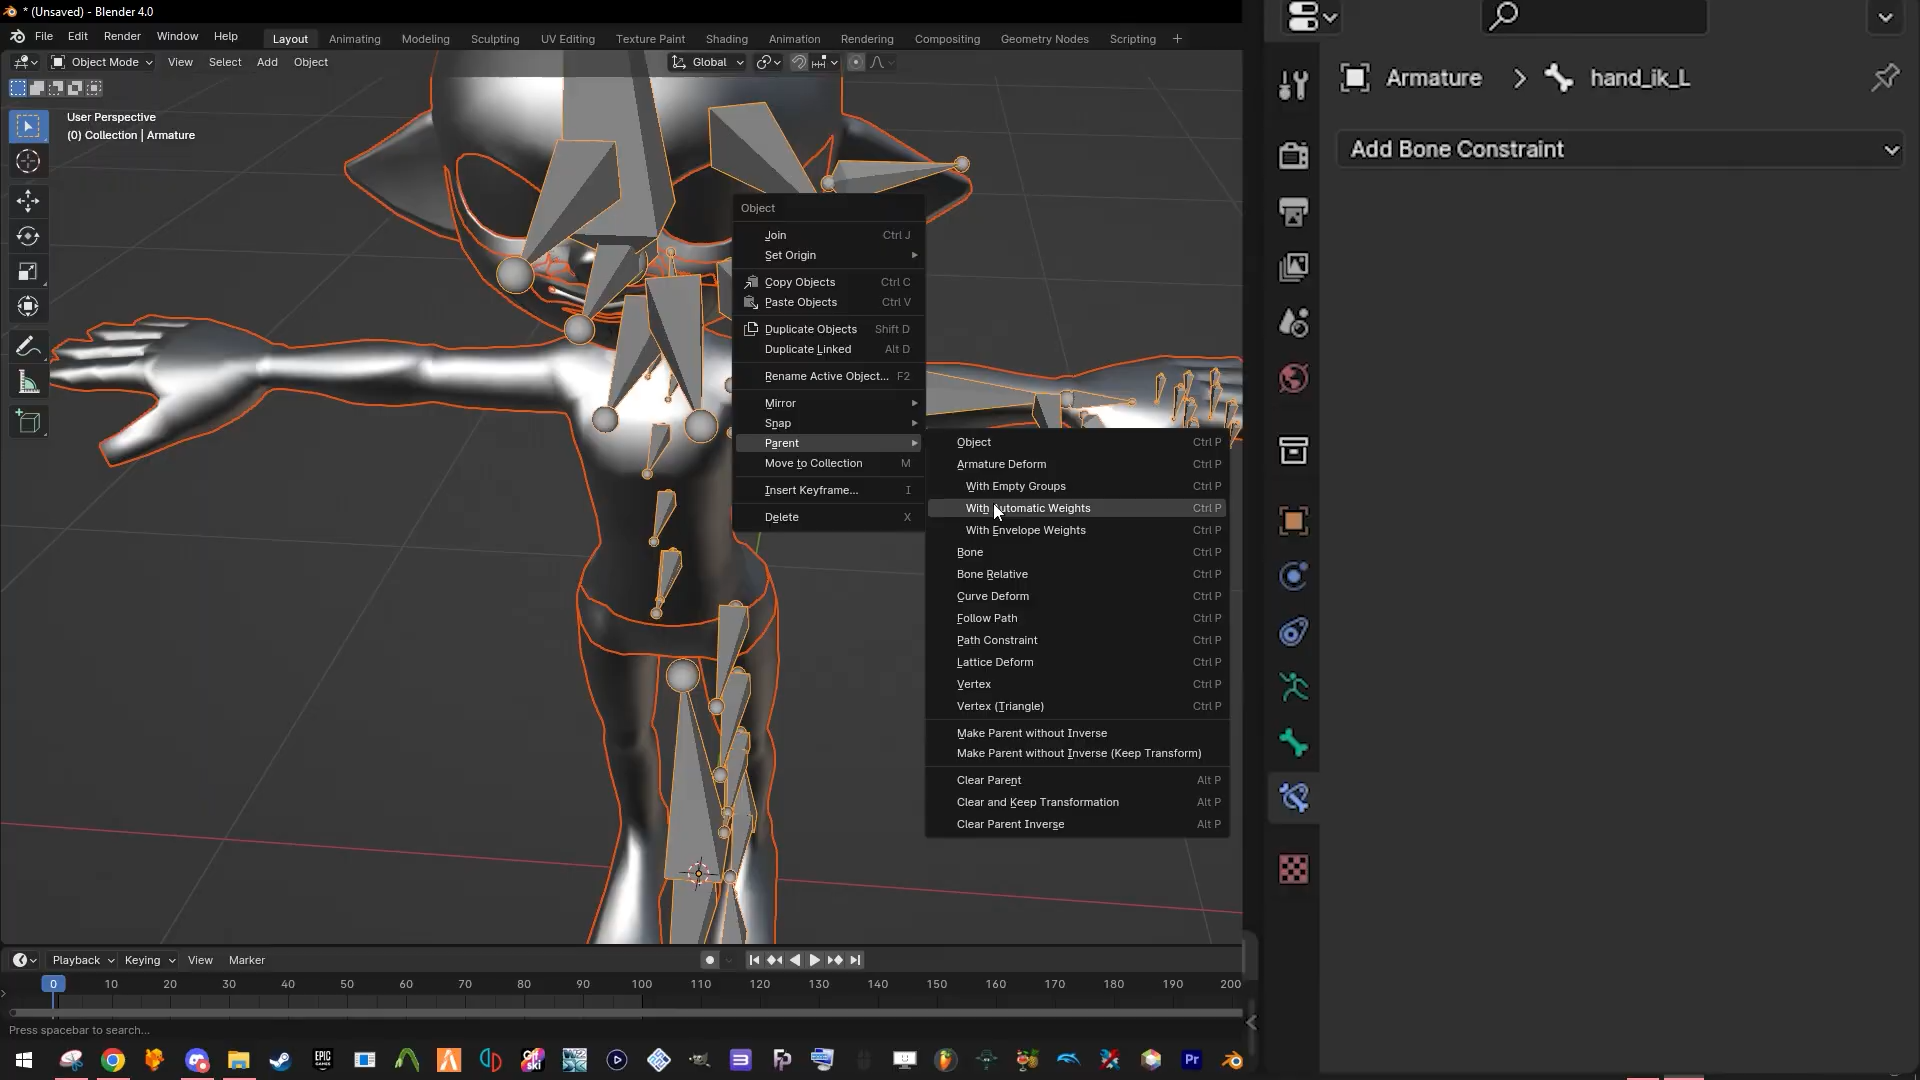 * (Unsaved) - Blender 4.0
File Edit Render Window Help
Layout Animating Modeling Sculpting UV Editing Texture Paint Shading Animation Rendering Compositing Geometry Nodes Scripting +
Object Mode View Select Add Object Global
User Perspective
(0) Collection | Armature
Object
Join Ctrl J
Set Origin
Copy Objects Ctrl C
Paste Objects Ctrl V
Duplicate Objects Shift D
Duplicate Linked Alt D
Rename Active Object... F2
Mirror
Snap
Parent
Move to Collection M
Insert Keyframe... I
Delete X
Object Ctrl P
Armature Deform Ctrl P
With Empty Groups Ctrl P
With Automatic Weights Ctrl P
With Envelope Weights Ctrl P
Bone Ctrl P
Bone Relative Ctrl P
Curve Deform Ctrl P
Follow Path Ctrl P
Path Constraint Ctrl P
Lattice Deform Ctrl P
Vertex Ctrl P
Vertex (Triangle) Ctrl P
Make Parent without Inverse
Make Parent without Inverse (Keep Transform)
Clear Parent Alt P
Clear and Keep Transformation Alt P
Clear Parent Inverse Alt P
Armature > hand_ik_L
Add Bone Constraint
Playback Keying View Marker
0 10 20 30 40 50 60 70 80 90 100 110 120 130 140 150 160 170 180 190 200
Press spacebar to search...
EPIC GAMES
Pr